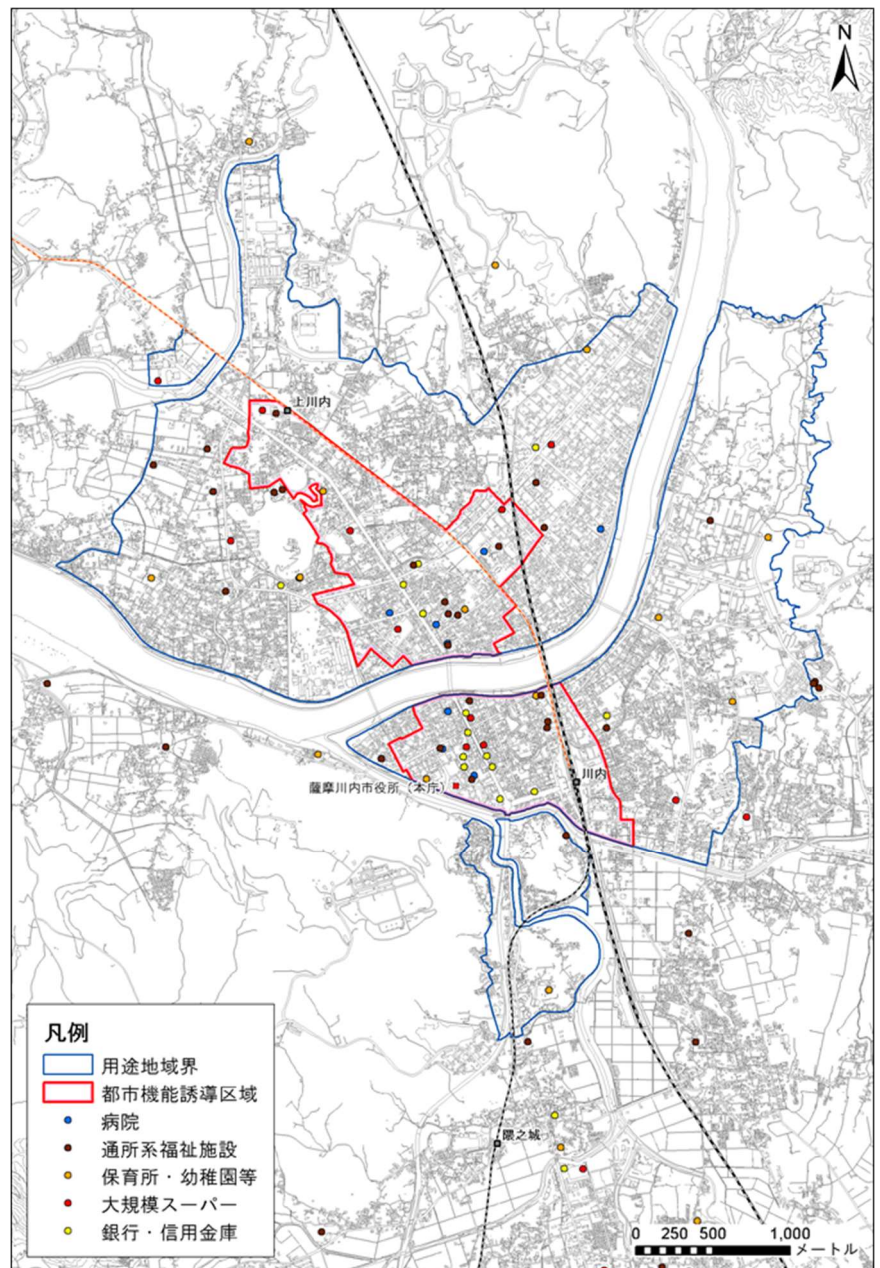 N
上川内
川内
薩摩川内市役所（本庁）
隈之城
凡例
用途地域界
都市機能誘導区域
病院
通所系福祉施設
保育所・幼稚園等
大規模スーパー
銀行・信用金庫
0 250 500 1,000
メートル